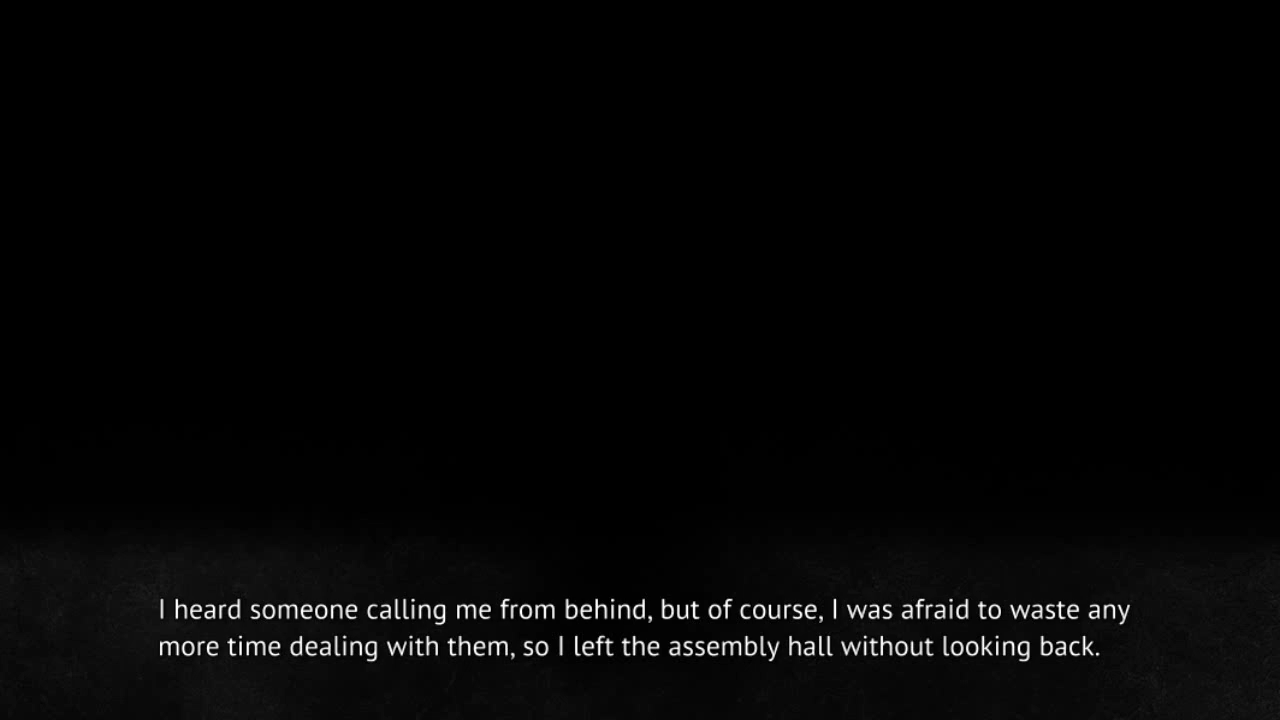 I heard someone calling me from behind, but of course, I was afraid to waste any
more time dealing with them, so I left the assembly hall without looking back.